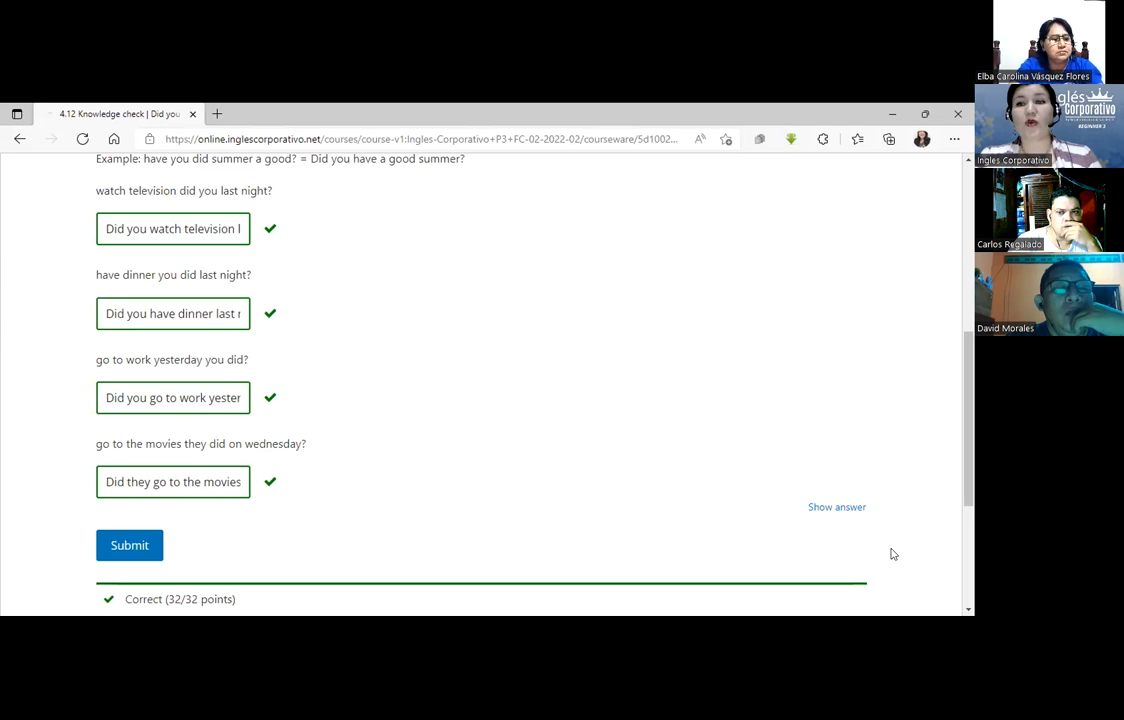 4.12 Knowledge check | Did you
https://online.inglescorporativo.net/courses/course-v1:Ingles-Corporativo+P3+FC-02-2022-02/courseware/5d1002...
Example: have you did summer a good? = Did you have a good summer?
watch television did you last night?
Did you watch television l
have dinner you did last night?
Did you have dinner last
go to work yesterday you did?
Did you go to work yester
go to the movies they did on wednesday?
Did they go to the movies
Show answer
Submit
Correct (32/32 points)
Elba Carolina Vásquez Flores
glés
Corporativo
BEGINNER 3
Ingles Corporativo
Carlos Regalado
David Morales